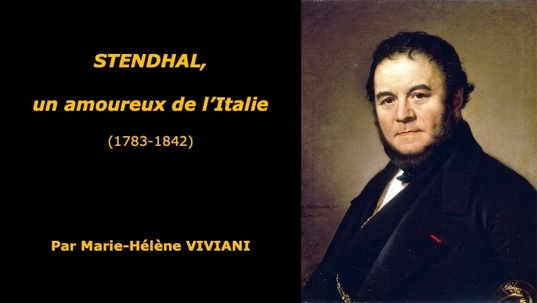 STENDHAL,
un amoureux de l’Italie
(1783-1842)
Par Marie-Hélène VIVIANI